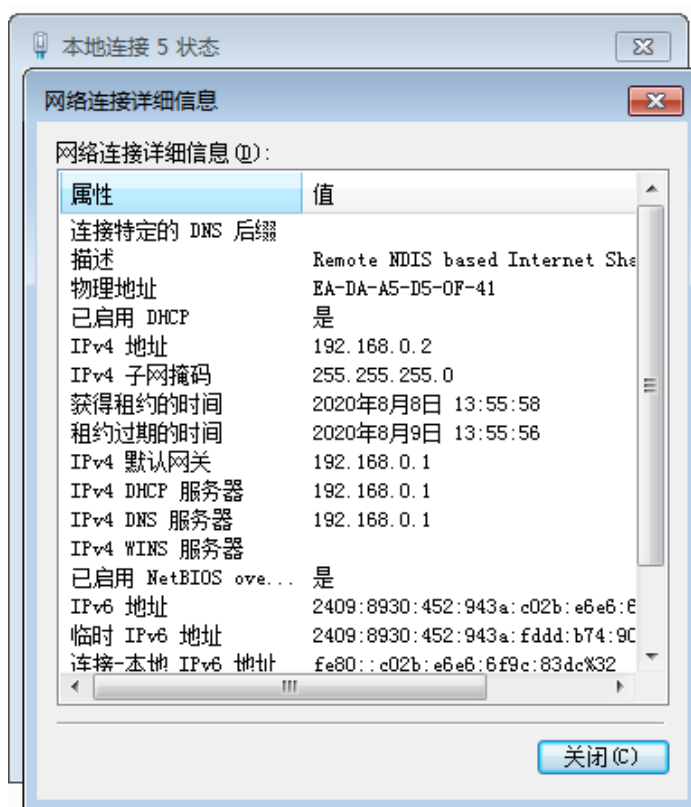 本地连接 5 状态
网络连接详细信息
网络连接详细信息(D):
属性 值
连接特定的 DNS 后缀
描述 Remote NDIS based Internet Sha
物理地址 EA-DA-A5-D5-0F-41
已启用 DHCP 是
IPv4 地址 192.168.0.2
IPv4 子网掩码 255.255.255.0
获得租约的时间 2020年8月8日 13:55:58
租约过期的时间 2020年8月9日 13:55:56
IPv4 默认网关 192.168.0.1
IPv4 DHCP 服务器 192.168.0.1
IPv4 DNS 服务器 192.168.0.1
IPv4 WINS 服务器
已启用 NetBIOS ove... 是
IPv6 地址 2409:8930:452:943a:c02b:e6e6:6
临时 IPv6 地址 2409:8930:452:943a:fddd:b74:90
连接-本地 IPv6 地址 fe80::c02b:e6e6:6f9c:83dc%32
关闭(C)